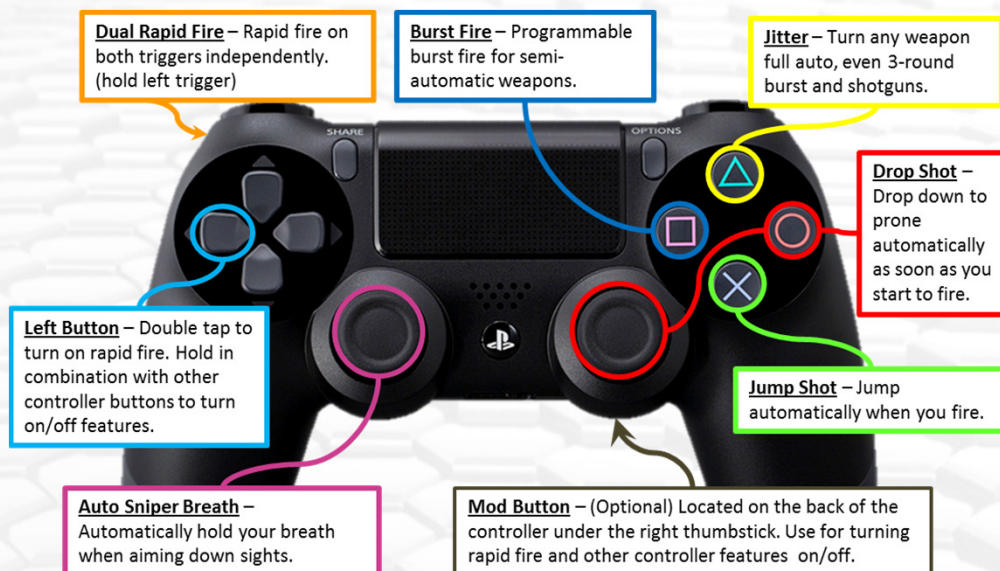 Dual Rapid Fire – Rapid fire on
both triggers independently.
(hold left trigger)
Burst Fire – Programmable
burst fire for semi-
automatic weapons.
Jitter – Turn any weapon
full auto, even 3-round
burst and shotguns.
SHARE
OPTIONS
Drop Shot –
Drop down to
prone
automatically
as soon as you
start to fire.
Left Button – Double tap to
turn on rapid fire. Hold in
combination with other
controller buttons to turn
on/off features.
Jump Shot – Jump
automatically when you fire.
Auto Sniper Breath –
Automatically hold your breath
when aiming down sights.
Mod Button – (Optional) Located on the back of the
controller under the right thumbstick. Use for turning
rapid fire and other controller features  on/off.